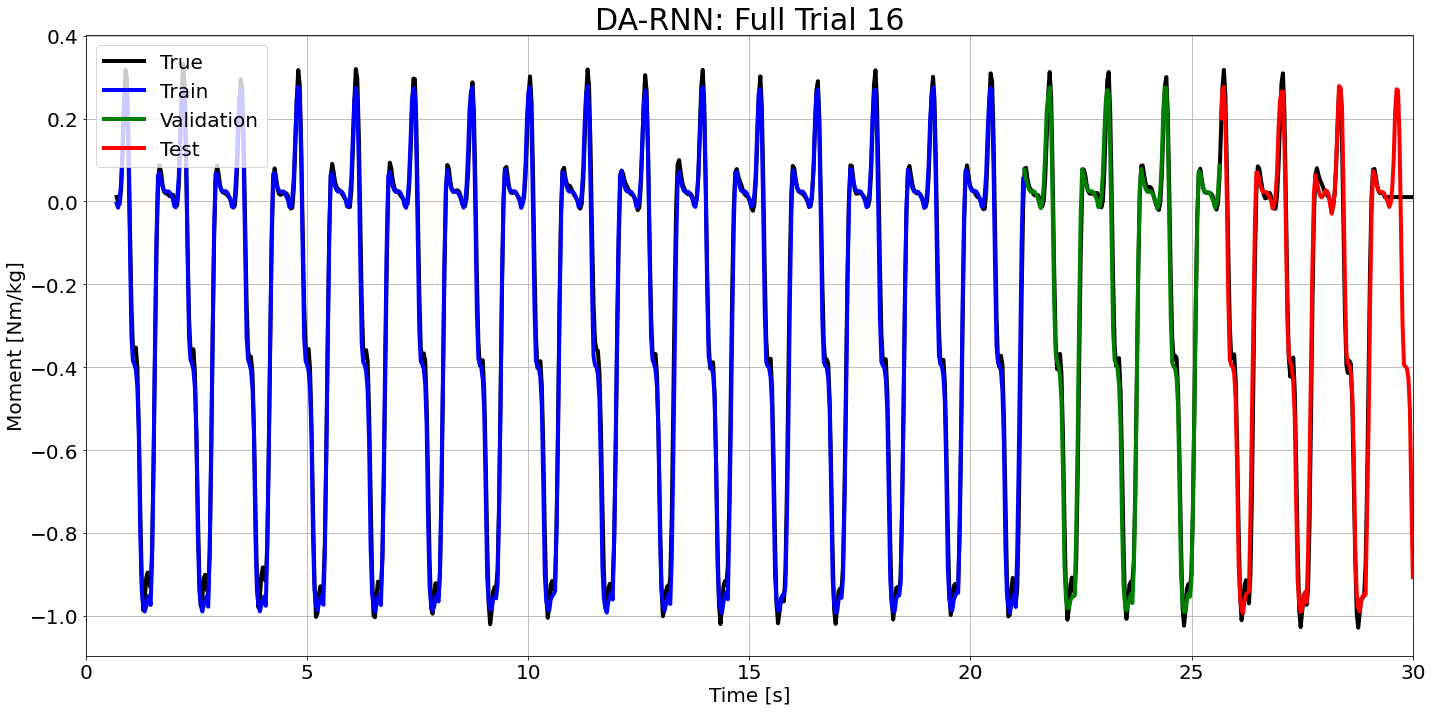 DA-RNN: Full Trial 16
True
Train
Validation
Test
Moment [Nm/kg]
0.4
0.2
0.0
−0.2
−0.4
−0.6
−0.8
−1.0
0 5 10 15 20 25 30
Time [s]